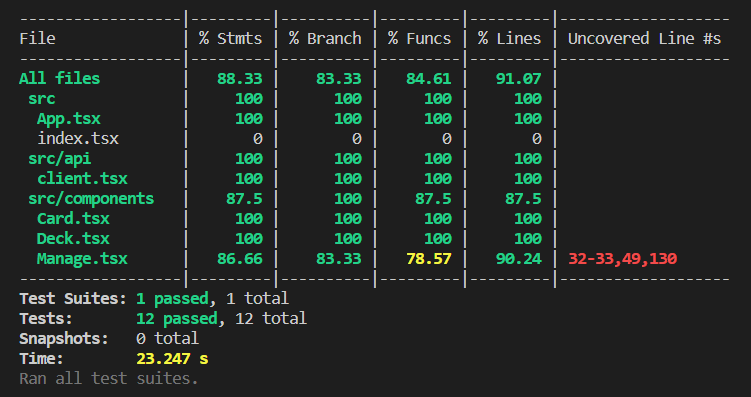 ------------------|---------|----------|---------|---------|-------------------
File              | % Stmts | % Branch | % Funcs | % Lines | Uncovered Line #s
------------------|---------|----------|---------|---------|-------------------
All files         |   88.33 |    83.33 |   84.61 |   91.07 |
 src              |     100 |      100 |     100 |     100 |
  App.tsx         |     100 |      100 |     100 |     100 |
  index.tsx       |       0 |        0 |       0 |       0 |
 src/api          |     100 |      100 |     100 |     100 |
  client.tsx      |     100 |      100 |     100 |     100 |
 src/components   |    87.5 |      100 |    87.5 |    87.5 |
  Card.tsx        |     100 |      100 |     100 |     100 |
  Deck.tsx        |     100 |      100 |     100 |     100 |
  Manage.tsx      |   86.66 |    83.33 |   78.57 |   90.24 | 32-33,49,130
------------------|---------|----------|---------|---------|-------------------
Test Suites: 1 passed, 1 total
Tests:       12 passed, 12 total
Snapshots:   0 total
Time:        23.247 s
Ran all test suites.